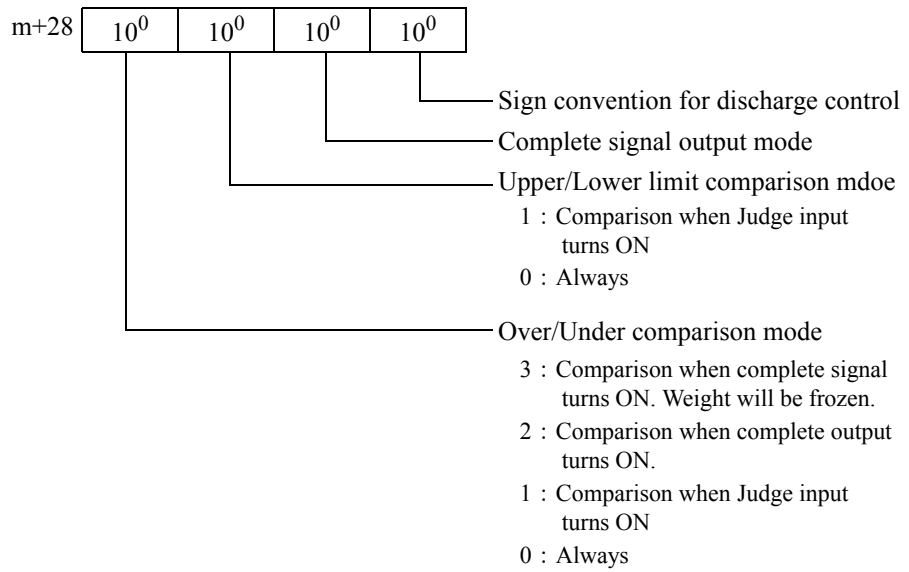 m+28 10⁰ 10⁰ 10⁰ 10⁰
Sign convention for discharge control
Complete signal output mode
Upper/Lower limit comparison mdoe
1 : Comparison when Judge input
turns ON
0 : Always
Over/Under comparison mode
3 : Comparison when complete signal
turns ON. Weight will be frozen.
2 : Comparison when complete output
turns ON.
1 : Comparison when Judge input
turns ON
0 : Always